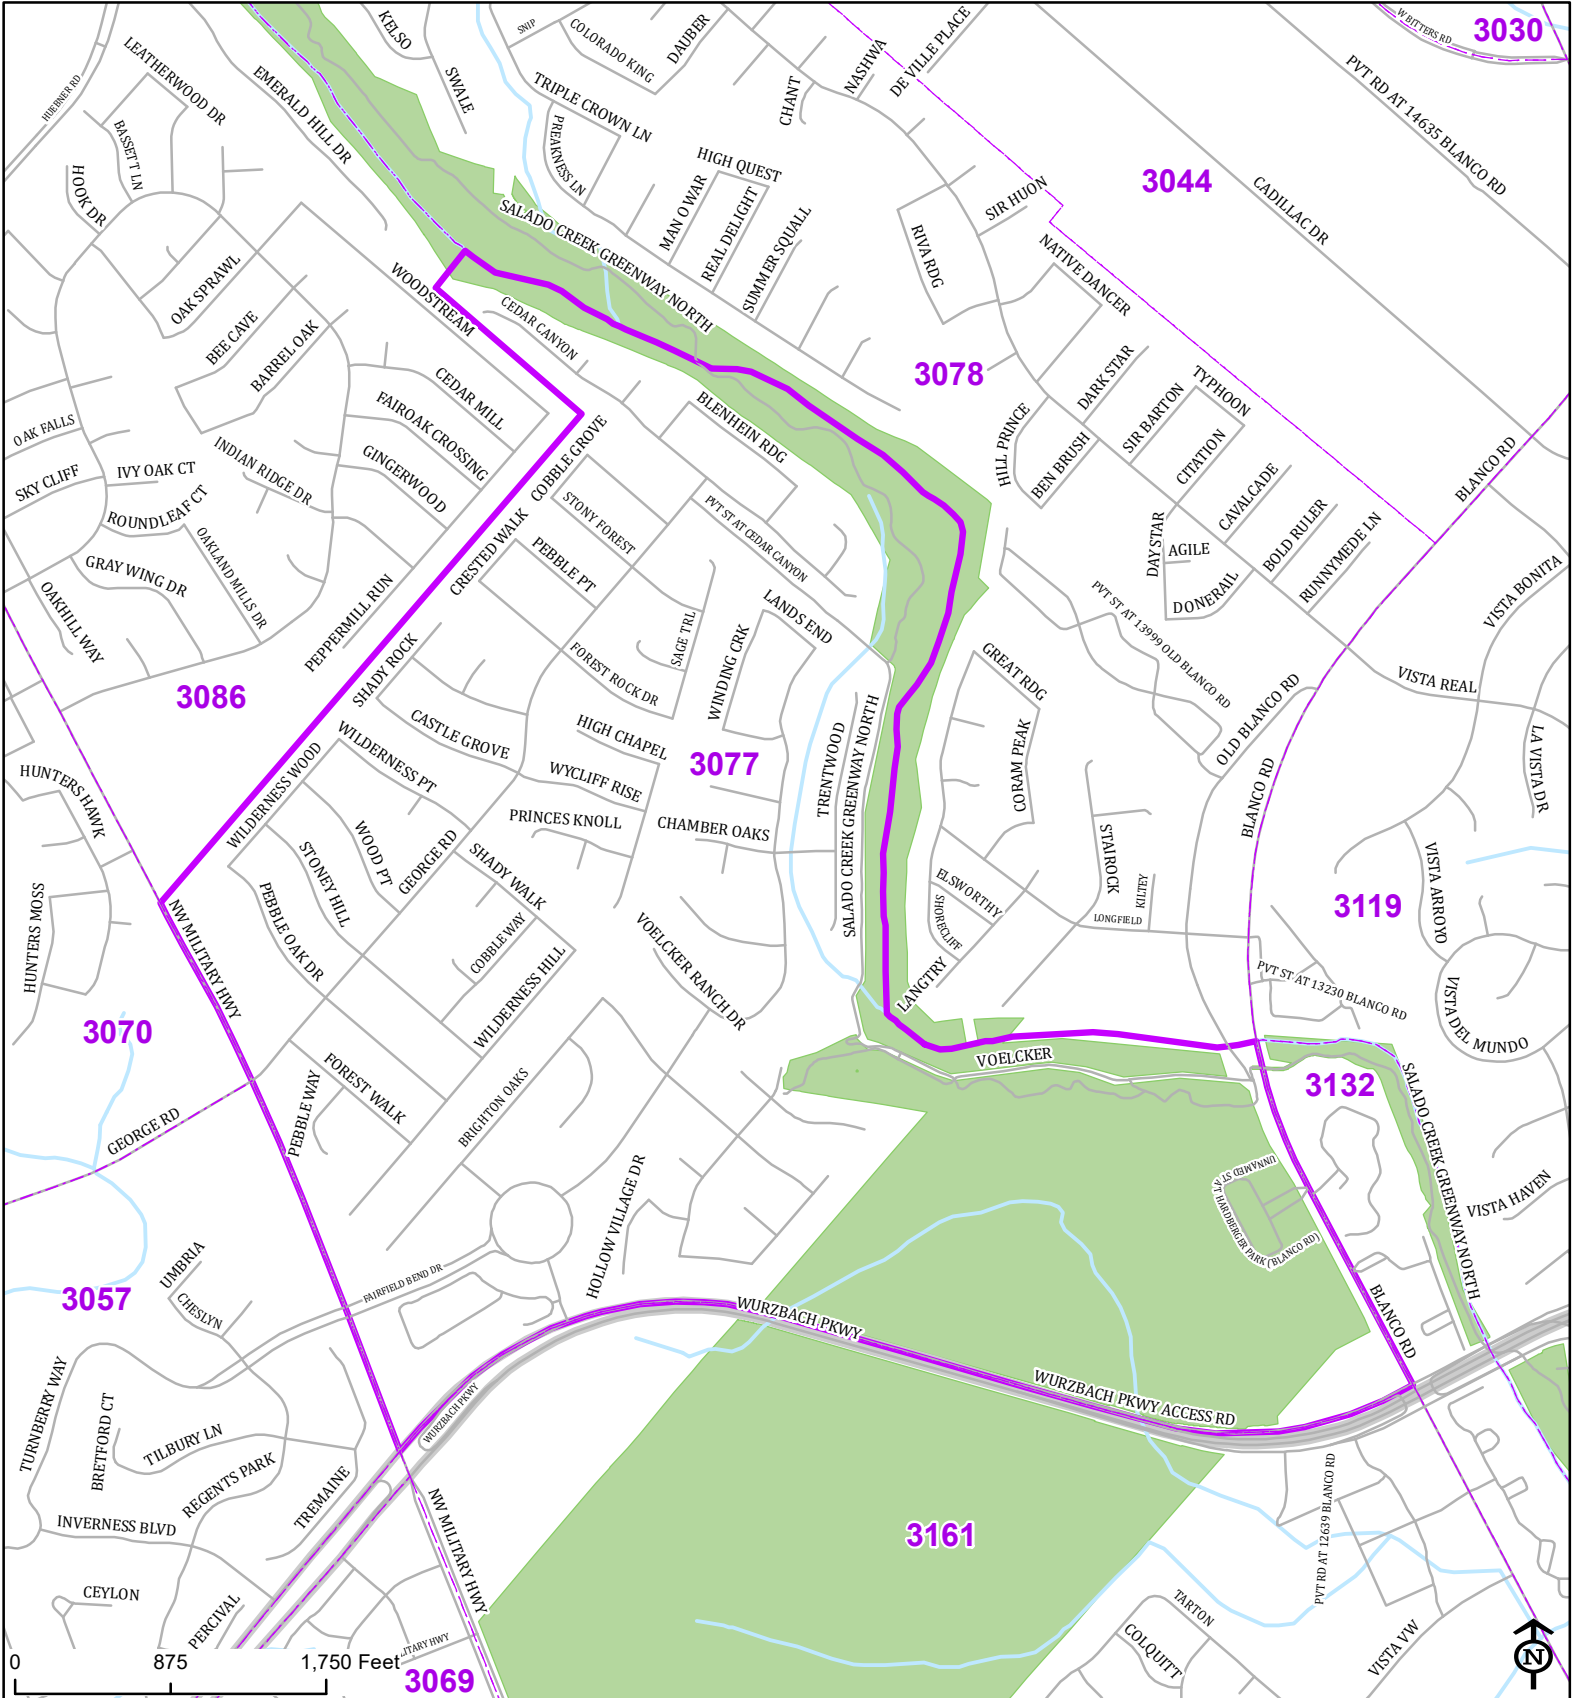 KELSO
SNIP
COLORADO KING
DAUBER
DE VILLE PLACE
W BITTERS RD
3030
LEATHERWOOD DR
HUEBNER RD
EMERALD HILL DR
SWALE
TRIPLE CROWN LN
CHANT
NASHWA
PVT RD AT 14635 BLANCO RD
BASSETT LN
PREAKNESS LN
HIGH QUEST
HOOK DR
MAN O WAR
REAL DELIGHT
SUMMER SQUALL
SIR HUON
3044
CADILLAC DR
SALADO CREEK GREENWAY NORTH
RIVA RDG
NATIVE DANCER
OAK SPRAWL
WOODSTREAM
BEE CAVE
BARREL OAK
CEDAR CANYON
3078
DARK STAR
TYPHOON
CEDAR MILL
FAIROAK CROSSING
BLENHEIN RDG
SIR BARTON
CITATION
HILL PRINCE
BEN BRUSH
OAK FALLS
COBBLE GROVE
BLANCO RD
SKY CLIFF
IVY OAK CT
INDIAN RIDGE DR
GINGERWOOD
CAVALCADE
ROUNDLEAF CT
STONY FOREST
PVT ST AT CEDAR CANYON
BOLD RULER
RUNNYMEDE LN
OAKLAND MILLS DR
CRESTED WALK
PEBBLE PT
DAY STAR
AGILE
GRAY WING DR
DONERAIL
VISTA BONITA
OAKHILL WAY
PEPPERMILL RUN
LANDS END
PVT ST AT 13999 OLD BLANCO RD
SAGE TRL
SHADY ROCK
FOREST ROCK DR
WINDING CRK
GREAT RDG
3086
OLD BLANCO RD
VISTA REAL
CASTLE GROVE
HIGH CHAPEL
3077
TRENTWOOD
SALADO CREEK GREENWAY NORTH
CORAM PEAK
LA VISTA DR
WILDERNESS PT
WYCLIFF RISE
BLANCO RD
HUNTERS HAWK
WILDERNESS WOOD
PRINCES KNOLL
CHAMBER OAKS
WOOD PT
GEORGE RD
SHADY WALK
STAIROCK
KILTEY
STONEY HILL
ELSWORTHY
VISTA ARROYO
3119
HUNTERS MOSS
PEBBLE OAK DR
NW MILITARY HWY
COBBLE WAY
VOELCKER RANCH DR
SHORECLIFF
LONGFIELD
WILDERNESS HILL
LANGTRY
PVT ST AT 13230 BLANCO RD
VISTA DEL MUNDO
3070
VOELCKER
3132
FOREST WALK
PEBBLE WAY
BRIGHTON OAKS
GEORGE RD
SALADO CREEK GREENWAY NORTH
HOLLOW VILLAGE DR
UNNAMED ST A
T HARDBERGER PARK (BLANCO RD)
VISTA HAVEN
UMBRIA
3057
CHESLYN
FAIRFIELD BEND DR
WURZBACH PKWY
BLANCO RD
TURNBERRY WAY
BRETFORD CT
TILBURY LN
WURZBACH PKWY
WURZBACH PKWY ACCESS RD
REGENTS PARK
TREMAINE
INVERNESS BLVD
NW MILITARY HWY
3161
PVT RD AT 12639 BLANCO RD
CEYLON
PERCIVAL
TARTON
COLQUITT
VISTA VW
LITARY HWY
N
0 875 1,750 Feet
3069